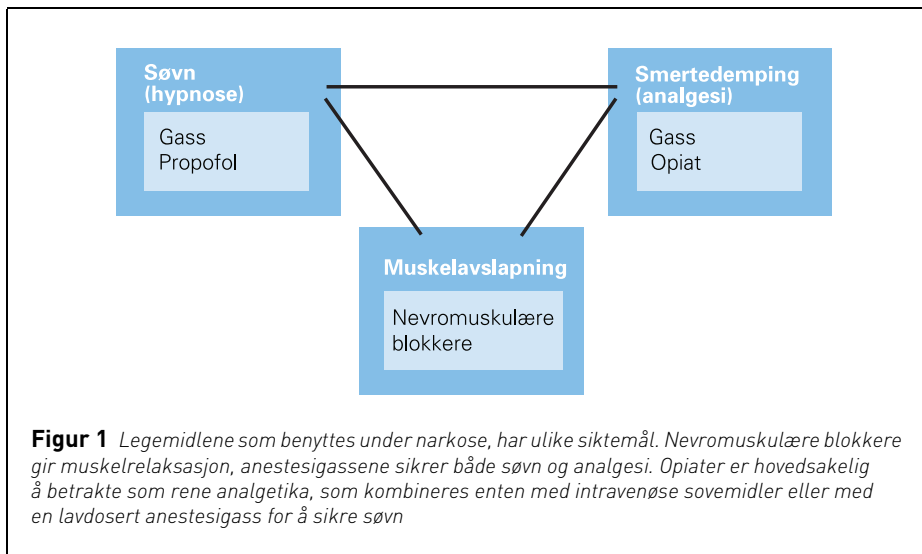 Søvn
(hypnose)
Gass
Propofol
Smertedemping
(analgesi)
Gass
Opiat
Muskelavslapning
Nevromuskulære
blokkere
Figur 1 Legemidlene som benyttes under narkose, har ulike siktemål. Nevromuskulære blokkere
gir muskelrelaksasjon, anestesigassene sikrer både søvn og analgesi. Opiater er hovedsakelig
å betrakte som rene analgetika, som kombineres enten med intravenøse sovemidler eller med
en lavdosert anestesigass for å sikre søvn